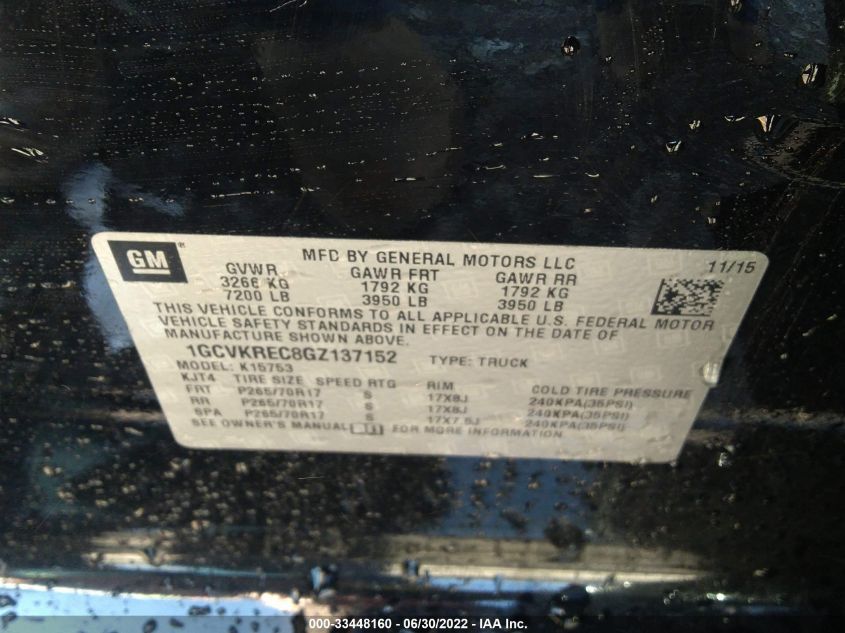 GM ® MFD BY GENERAL MOTORS LLC 11/15
GVWR GAWR FRT GAWR RR
3266 KG 1792 KG 1792 KG
7200 LB 3950 LB 3950 LB
THIS VEHICLE CONFORMS TO ALL APPLICABLE U.S. FEDERAL MOTOR
VEHICLE SAFETY STANDARDS IN EFFECT ON THE DATE OF
MANUFACTURE SHOWN ABOVE.
1GCVKREC8GZ137152 TYPE: TRUCK
MODEL: K15753
KJT4 TIRE SIZE SPEED RTG RIM COLD TIRE PRESSURE
FRT P265/70R17 S 17X8J 240KPA(35PSI)
RR P265/70R17 S 17X8J 240KPA(35PSI)
SPA P265/70R17 S 17X7.5J 240KPA(35PSI)
SEE OWNER'S MANUAL FOR MORE INFORMATION
000-33448160 - 06/30/2022 - IAA Inc.